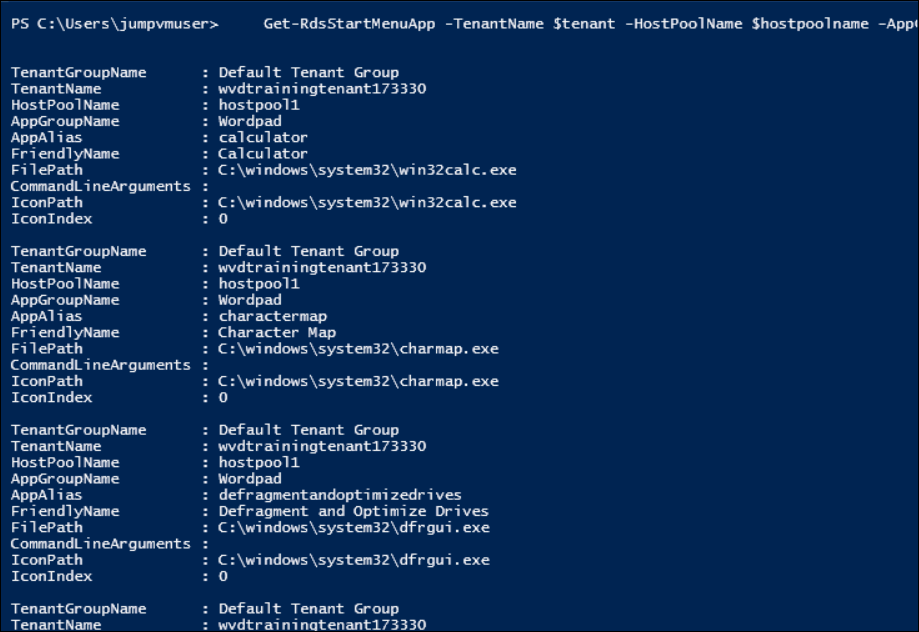 PS C:\Users\jumpvmuser>     Get-RdsStartMenuApp -TenantName $tenant -HostPoolName $hostpoolname -App
TenantGroupName      : Default Tenant Group
TenantName           : wvdtrainingtenant173330
HostPoolName         : hostpool1
AppGroupName         : Wordpad
AppAlias             : calculator
FriendlyName         : Calculator
FilePath             : C:\windows\system32\win32calc.exe
CommandLineArguments :
IconPath             : C:\windows\system32\win32calc.exe
IconIndex            : 0
TenantGroupName      : Default Tenant Group
TenantName           : wvdtrainingtenant173330
HostPoolName         : hostpool1
AppGroupName         : Wordpad
AppAlias             : charactermap
FriendlyName         : Character Map
FilePath             : C:\windows\system32\charmap.exe
CommandLineArguments :
IconPath             : C:\windows\system32\charmap.exe
IconIndex            : 0
TenantGroupName      : Default Tenant Group
TenantName           : wvdtrainingtenant173330
HostPoolName         : hostpool1
AppGroupName         : Wordpad
AppAlias             : defragmentandoptimizedrives
FriendlyName         : Defragment and Optimize Drives
FilePath             : C:\windows\system32\dfrgui.exe
CommandLineArguments :
IconPath             : C:\windows\system32\dfrgui.exe
IconIndex            : 0
TenantGroupName      : Default Tenant Group
TenantName           : wvdtrainingtenant173330